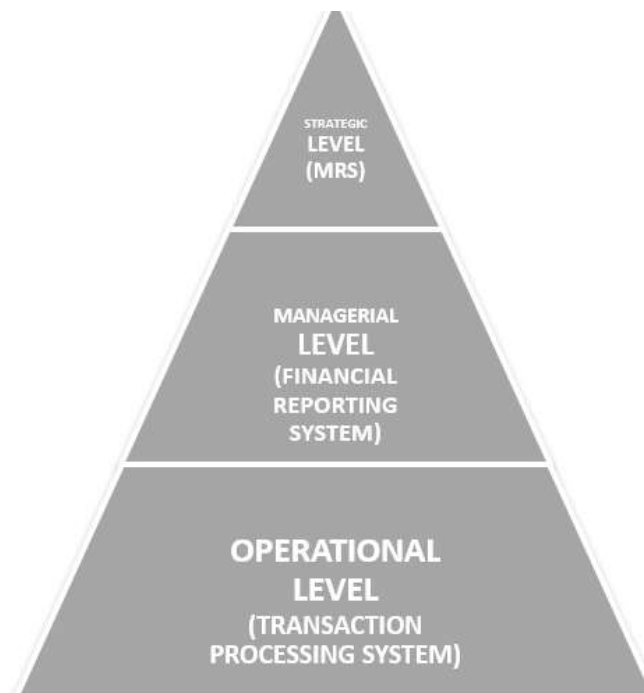 STRATEGIC
LEVEL
(MRS)
MANAGERIAL
LEVEL
(FINANCIAL
REPORTING
SYSTEM)
OPERATIONAL
LEVEL
(TRANSACTION
PROCESSING SYSTEM)